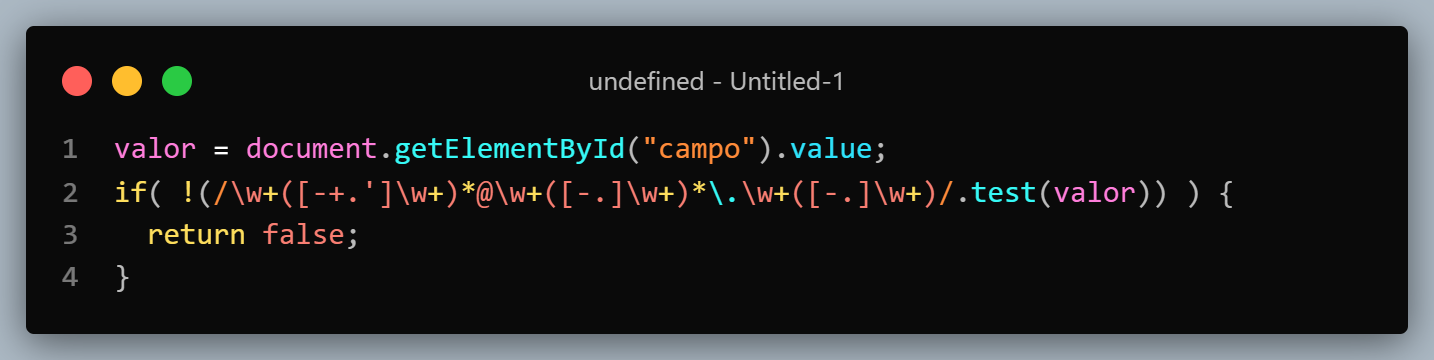 undefined - Untitled-1
1 valor = document.getElementById("campo").value;
2 if( !(/\w+([-+.']\w+)*@\w+([-.]\w+)*\.\w+([-.]\w+)/.test(valor)) ) {
3   return false;
4 }